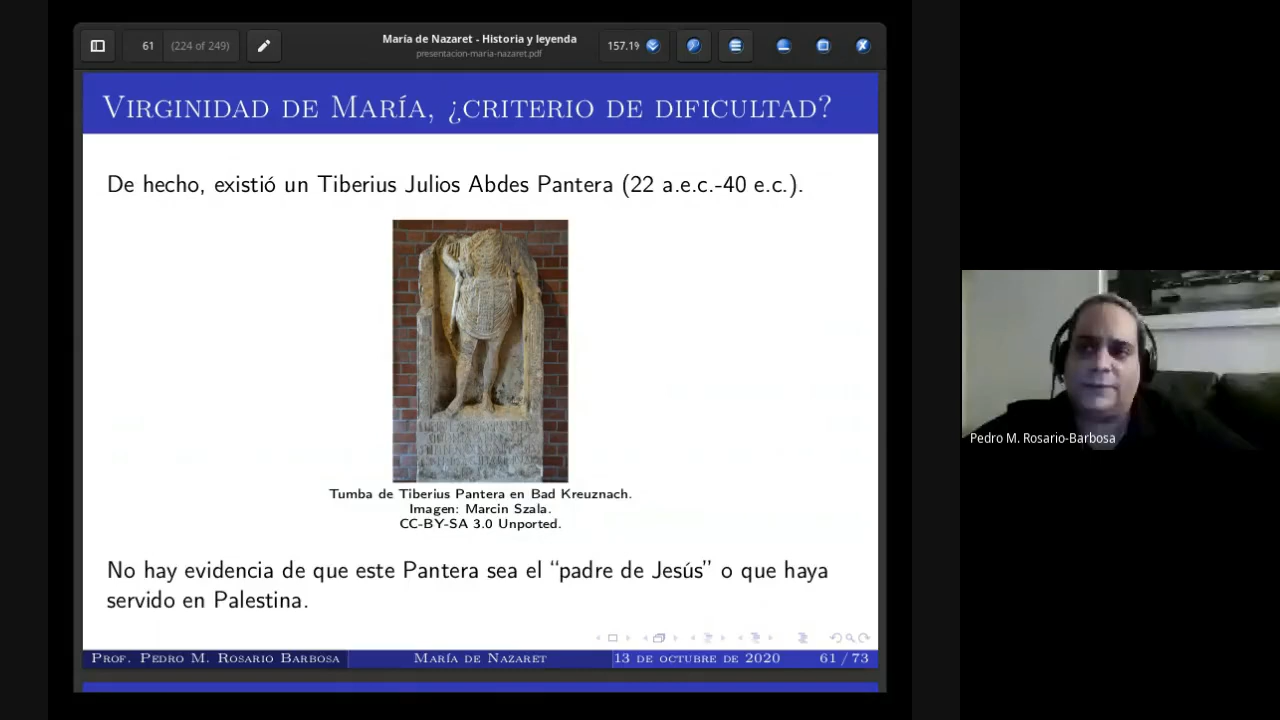 61
(224 of 249)
María de Nazaret - Historia y leyenda
presentacion-maria-nazaret.pdf
157.19
Virginidad de María, ¿criterio de dificultad?
De hecho, existió un Tiberius Julios Abdes Pantera (22 a.e.c.-40 e.c.).
Tumba de Tiberius Pantera en Bad Kreuznach.
Imagen: Marcin Szala.
CC-BY-SA 3.0 Unported.
No hay evidencia de que este Pantera sea el “padre de Jesús” o que haya
servido en Palestina.
Prof. Pedro M. Rosario Barbosa
María de Nazaret
13 de octubre de 2020
61 / 73
Pedro M. Rosario-Barbosa